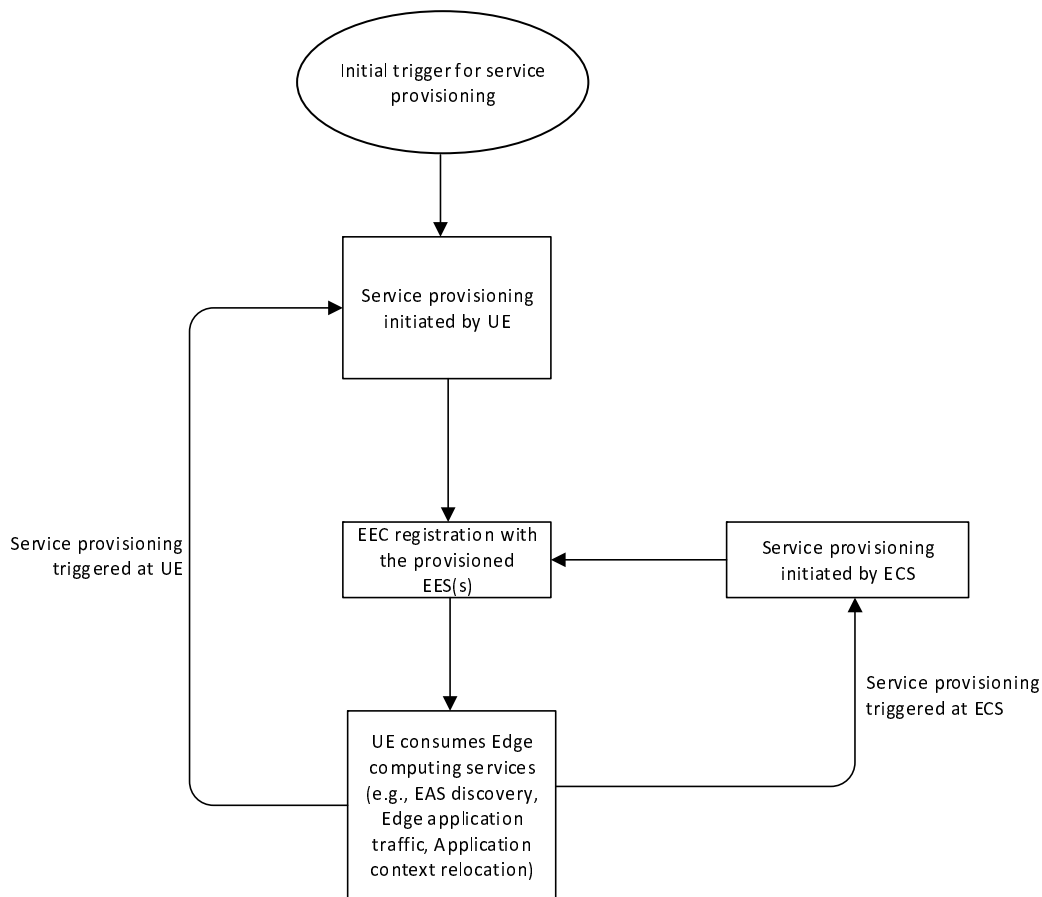 Initial trigger for service
provisioning
Service provisioning
initiated by UE
EEC registration with
the provisioned
EES(s)
Service provisioning
initiated by ECS
Service provisioning
triggered at UE
Service provisioning
triggered at ECS
UE consumes Edge
computing services
(e.g., EAS discovery,
Edge application
traffic, Application
context relocation)